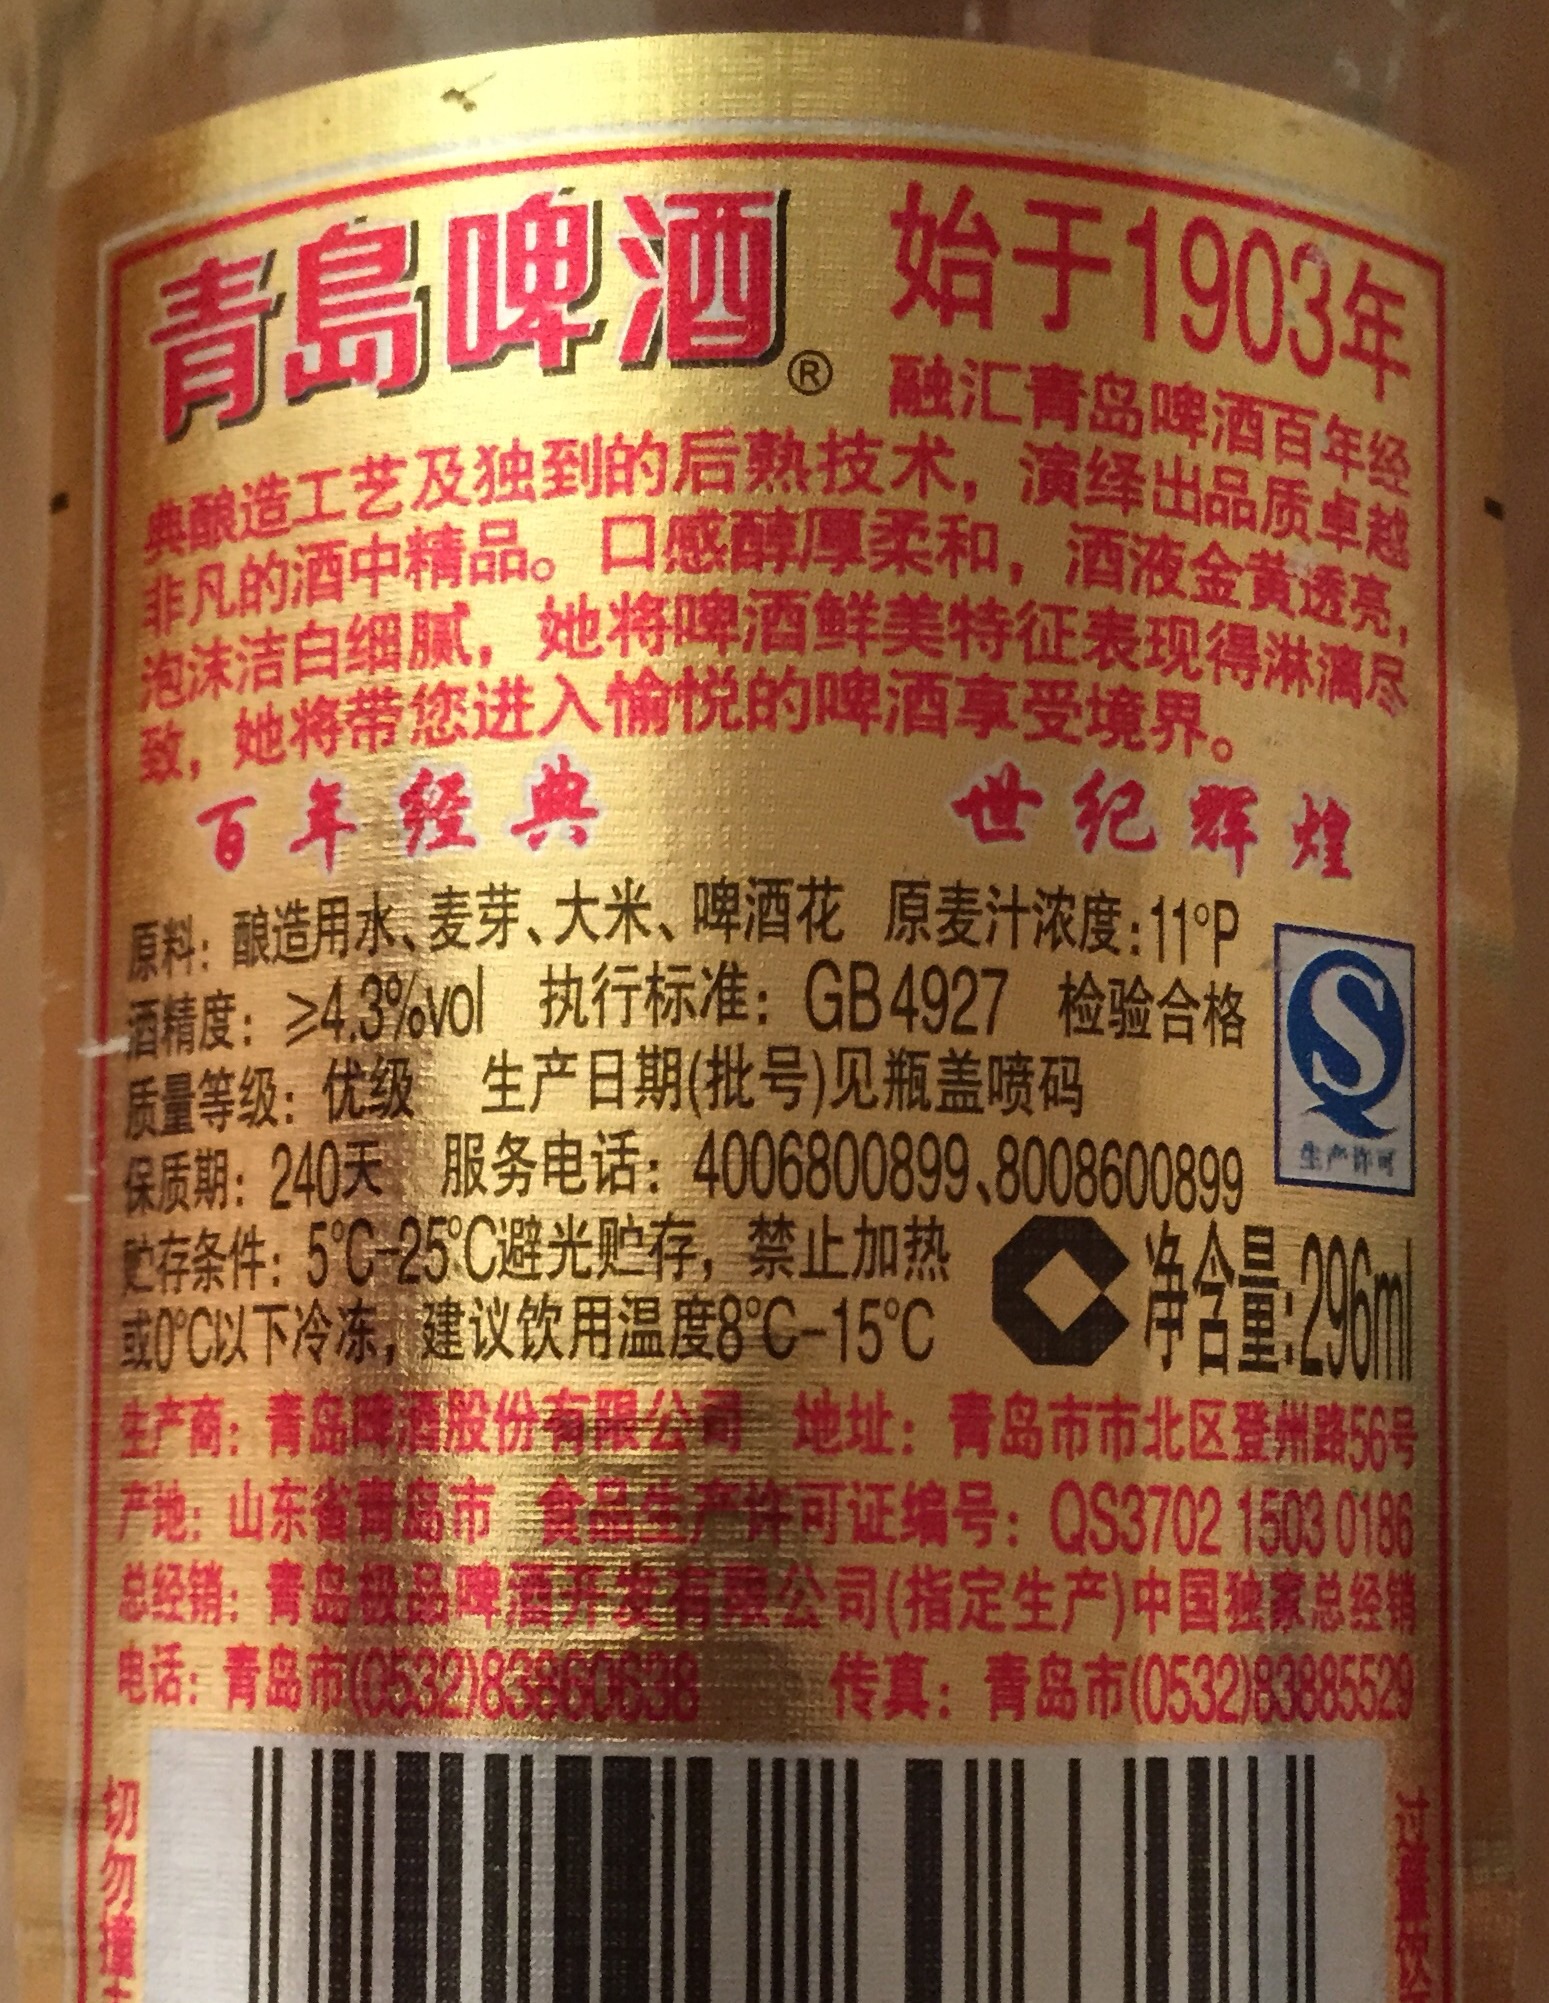 青島啤酒® 始于1903年
融汇青岛啤酒百年经
典酿造工艺及独到的后熟技术，演绎出品质卓越
非凡的酒中精品。口感醇厚柔和，酒液金黄透亮，
泡沫洁白细腻，她将啤酒鲜美特征表现得淋漓尽
致，她将带您进入愉悦的啤酒享受境界。
百年经典 世纪辉煌
原料：酿造用水、麦芽、大米、啤酒花 原麦汁浓度：11°P
酒精度：≥4.3%vol 执行标准：GB4927 检验合格
质量等级：优级 生产日期(批号)见瓶盖喷码
保质期：240天 服务电话：4006800899、8008600899
生产许可
贮存条件：5℃-25℃避光贮存，禁止加热
或0℃以下冷冻，建议饮用温度8℃-15℃
净含量：296ml
生产商：青岛啤酒股份有限公司 地址：青岛市市北区登州路56号
产地：山东省青岛市 食品生产许可证编号：QS3702 1503 0186
总经销：青岛极品啤酒开发有限公司(指定生产)中国独家总经销
电话：青岛市(0532)83860638 传真：青岛市(0532)83885529
切勿撞
过量饮